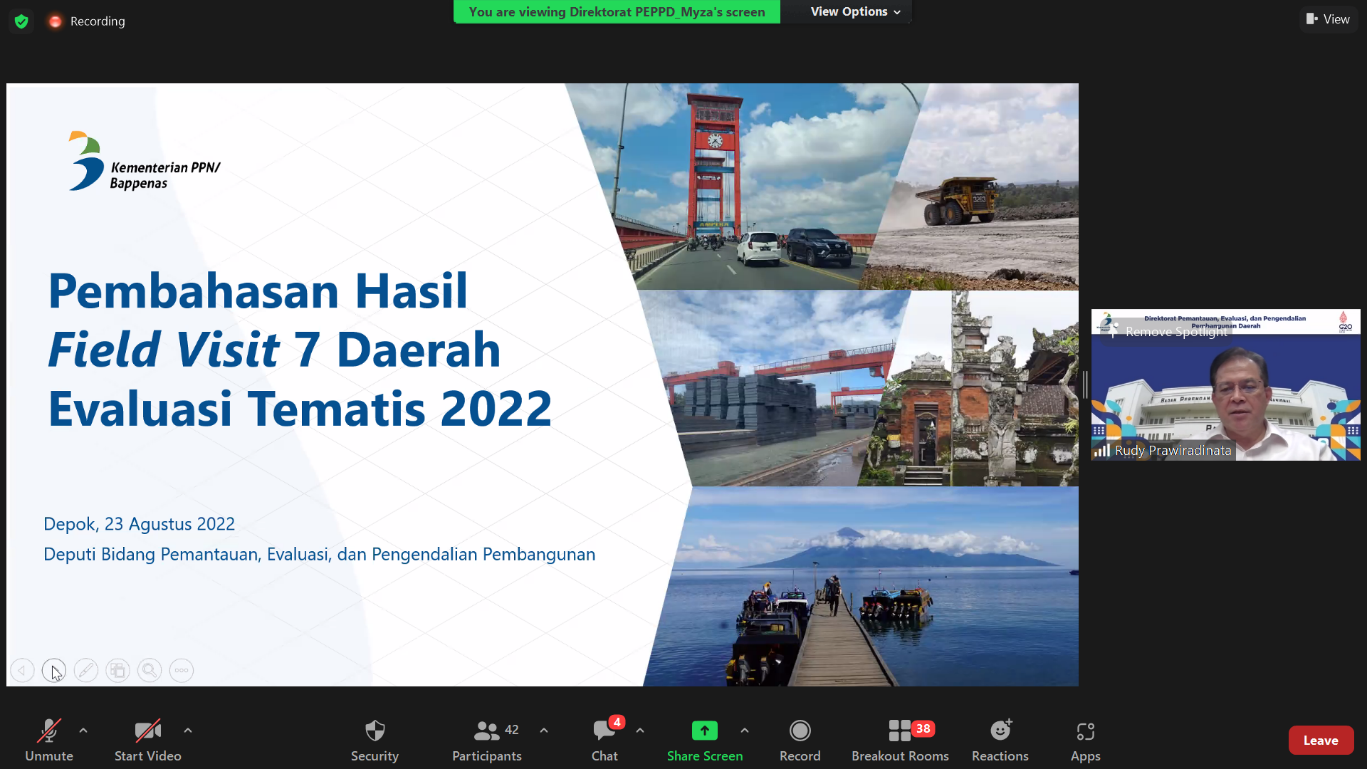 Recording
You are viewing Direktorat PEPPD_Myza's screen
View Options
View
Kementerian PPN/
Bappenas
Pembahasan Hasil
Field Visit 7 Daerah
Evaluasi Tematis 2022
Depok, 23 Agustus 2022
Deputi Bidang Pemantauan, Evaluasi, dan Pengendalian Pembangunan
Direktorat Pemantauan, Evaluasi, dan Pengendalian
Pembangunan Daerah
G20
Remove Spotlight
Rudy Prawiradinata
Unmute
Start Video
Security
42
Participants
4
Chat
Share Screen
Record
38
Breakout Rooms
Reactions
Apps
Leave